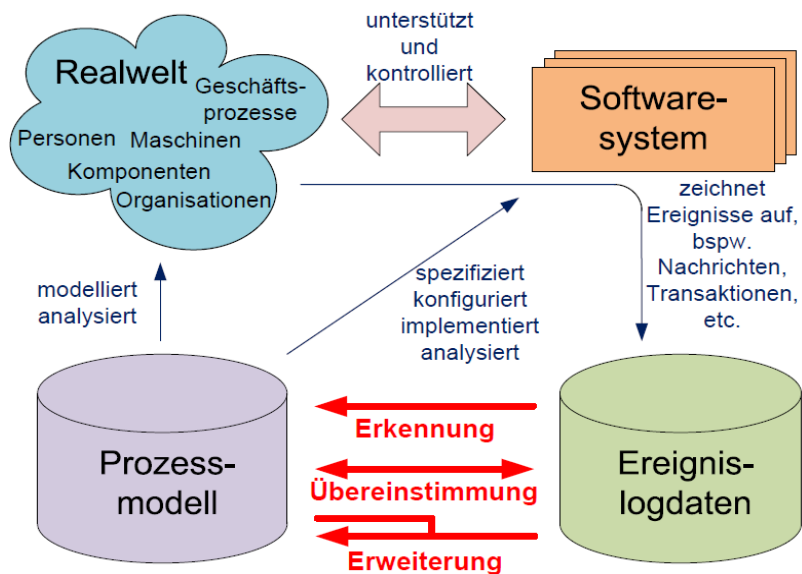 unterstützt
und
kontrolliert
Realwelt
Geschäfts-
prozesse
Personen
Maschinen
Komponenten
Organisationen
Software-
system
zeichnet
Ereignisse auf,
bspw.
Nachrichten,
Transaktionen,
etc.
modelliert
analysiert
spezifiziert
konfiguriert
implementiert
analysiert
Prozess-
modell
Erkennung
Übereinstimmung
Erweiterung
Ereignis-
logdaten